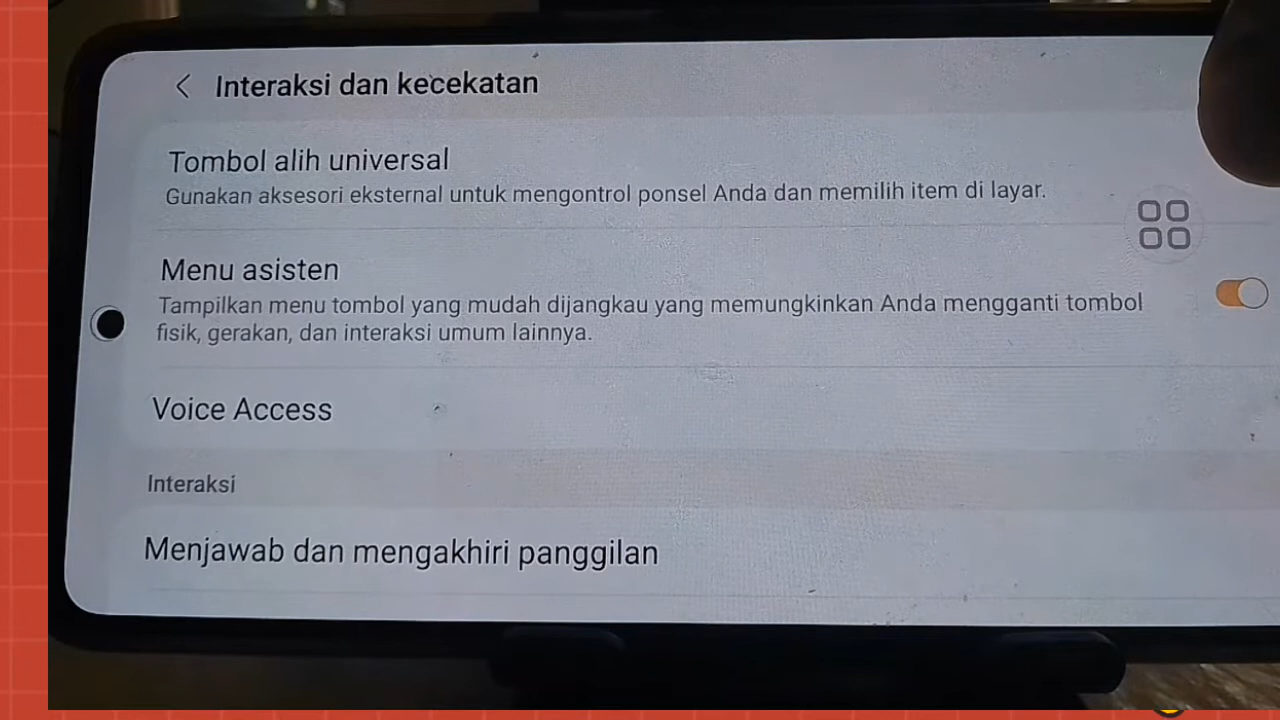 Interaksi dan kecekatan
Tombol alih universal
Gunakan aksesori eksternal untuk mengontrol ponsel Anda dan memilih item di layar.
Menu asisten
Tampilkan menu tombol yang mudah dijangkau yang memungkinkan Anda mengganti tombol
fisik, gerakan, dan interaksi umum lainnya.
Voice Access
Interaksi
Menjawab dan mengakhiri panggilan